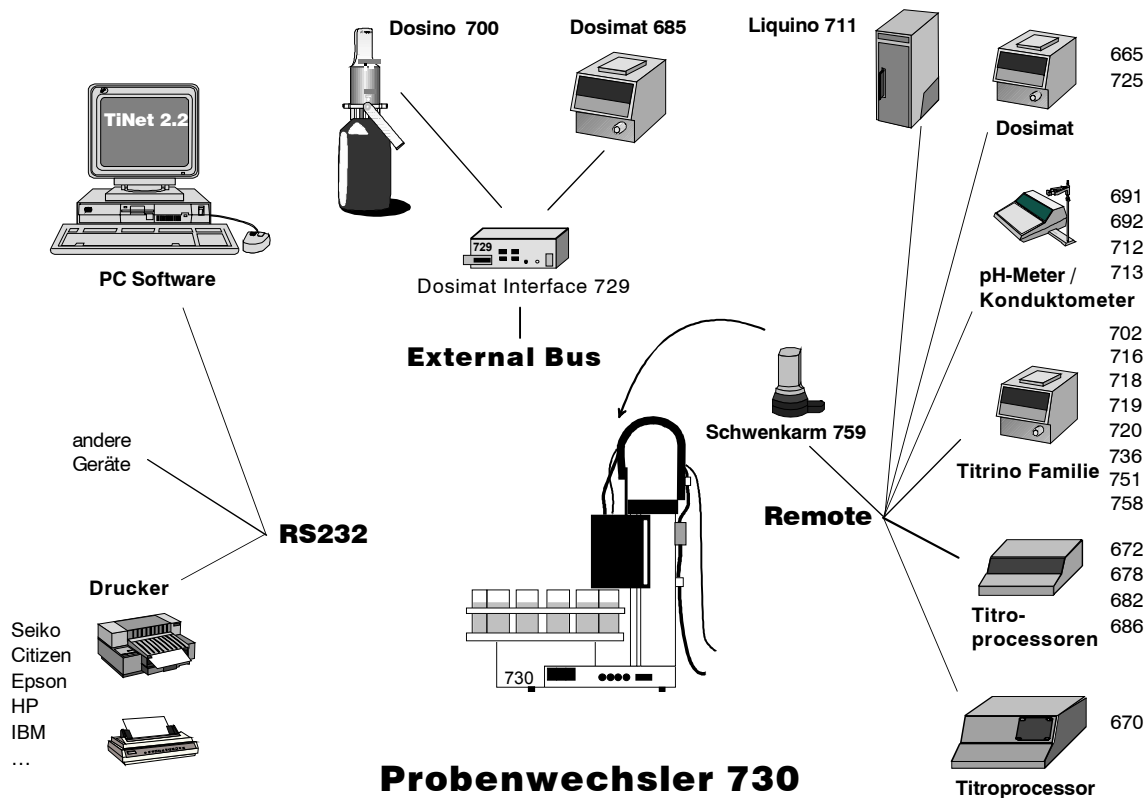 Dosino 700
Dosimat 685
Liquino 711
TiNet 2.2
PC Software
729
Dosimat Interface 729
External Bus
665
725
Dosimat
691
692
712
713
pH-Meter /
Konduktometer
Schwenkarm 759
702
716
718
719
720
736
751
758
Titrino Familie
andere
Geräte
RS232
Remote
Drucker
Seiko
Citizen
Epson
HP
IBM
…
730
672
678
682
686
Titro-
processoren
670
Titroprocessor
Probenwechsler 730